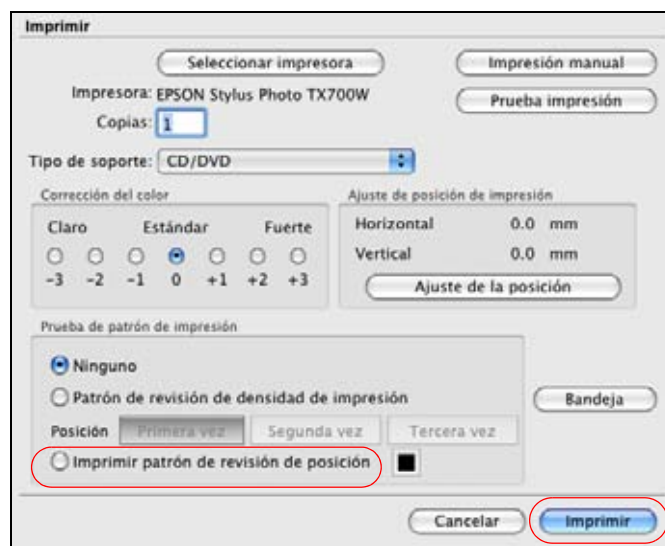 Imprimir
Seleccionar impresora
Impresión manual
Impresora: EPSON Stylus Photo TX700W
Prueba impresión
Copias: 1
Tipo de soporte: CD/DVD
Corrección del color
Ajuste de posición de impresión
Claro Estándar Fuerte
Horizontal 0.0 mm
Vertical 0.0 mm
-3 -2 -1 0 +1 +2 +3
Ajuste de la posición
Prueba de patrón de impresión
Ninguno
Patrón de revisión de densidad de impresión
Bandeja
Posición Primera vez Segunda vez Tercera vez
Imprimir patrón de revisión de posición
Cancelar Imprimir